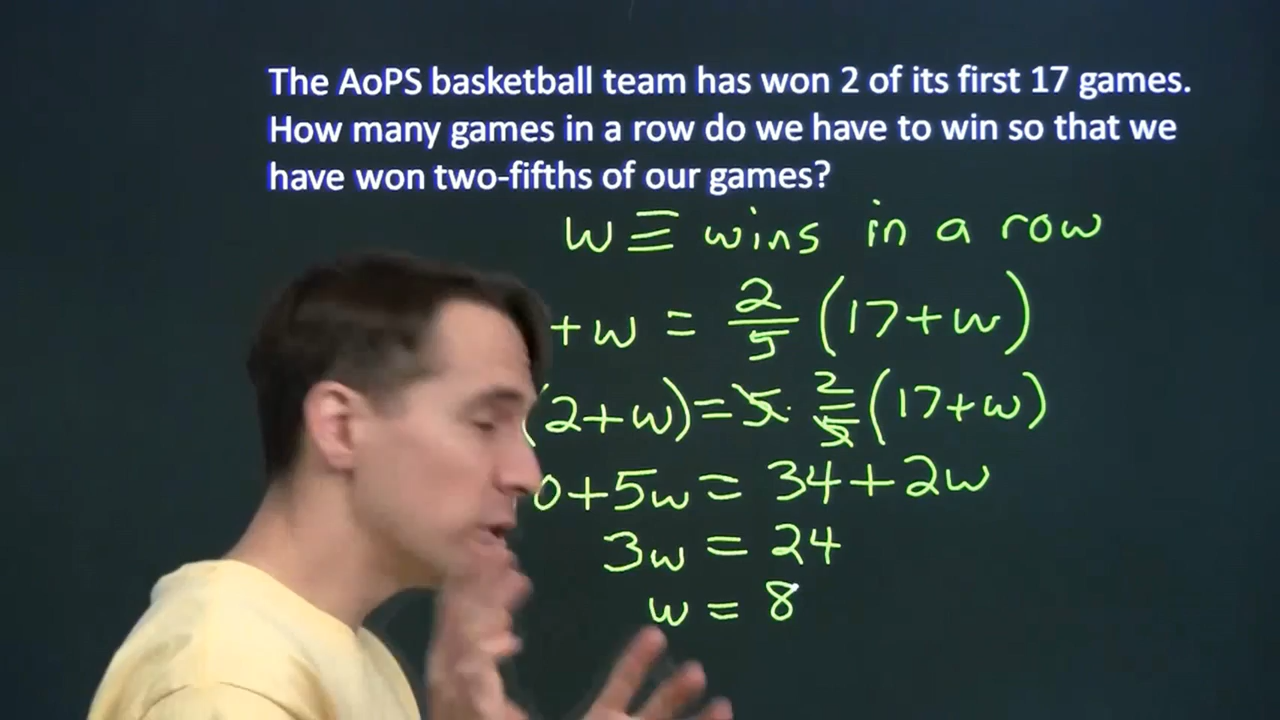 The AoPS basketball team has won 2 of its first 17 games.
How many games in a row do we have to win so that we
have won two-fifths of our games?
w ≡ wins in a row
+w = 2/5 (17+w)
(2+w) = 5 · 2/5 (17+w)
0+5w = 34+2w
3w = 24
w = 8